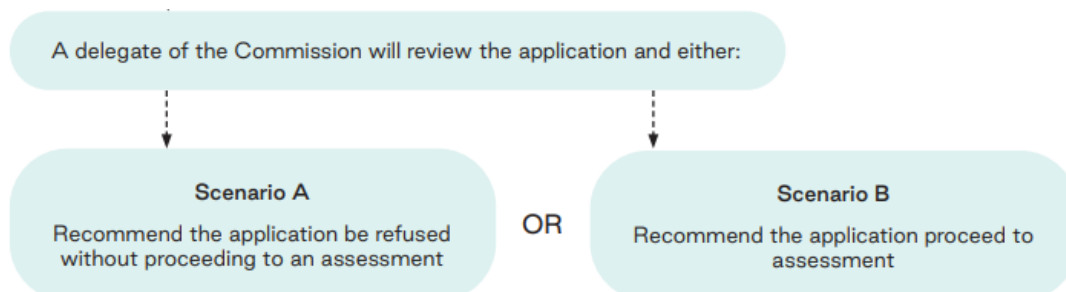 A delegate of the Commission will review the application and either:
Scenario A
Recommend the application be refused
without proceeding to an assessment
OR
Scenario B
Recommend the application proceed to
assessment